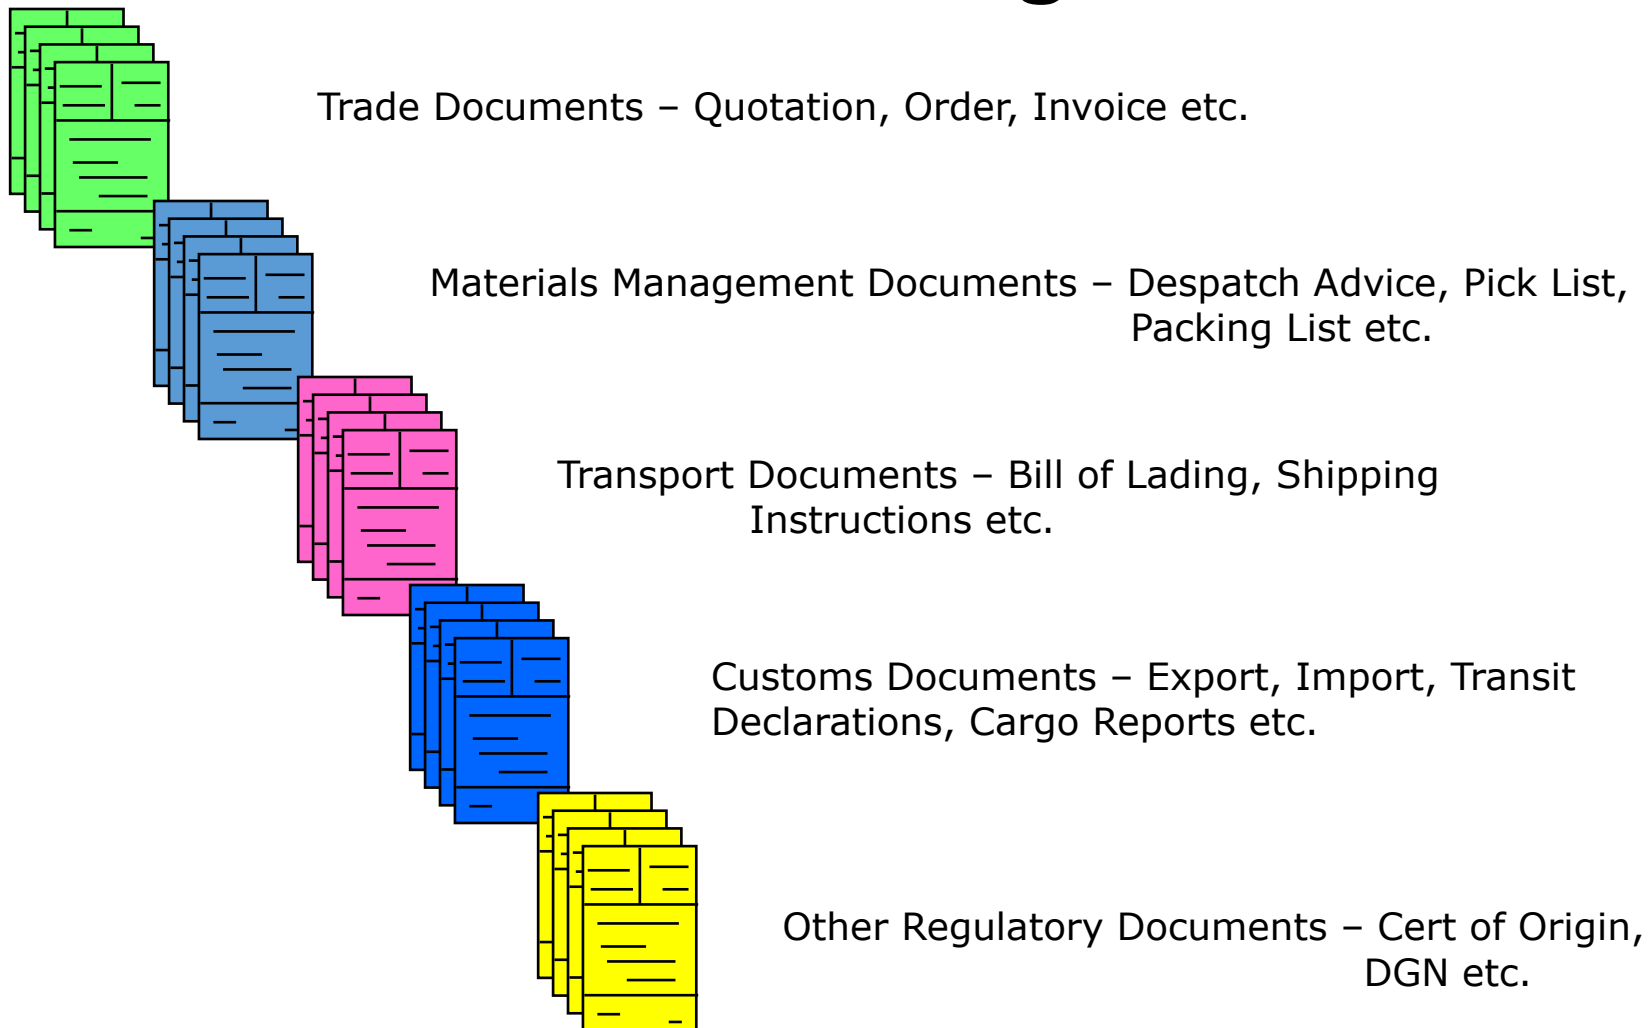 Trade Documents – Quotation, Order, Invoice etc.
Materials Management Documents – Despatch Advice, Pick List,
Packing List etc.
Transport Documents – Bill of Lading, Shipping
Instructions etc.
Customs Documents – Export, Import, Transit
Declarations, Cargo Reports etc.
Other Regulatory Documents – Cert of Origin,
DGN etc.